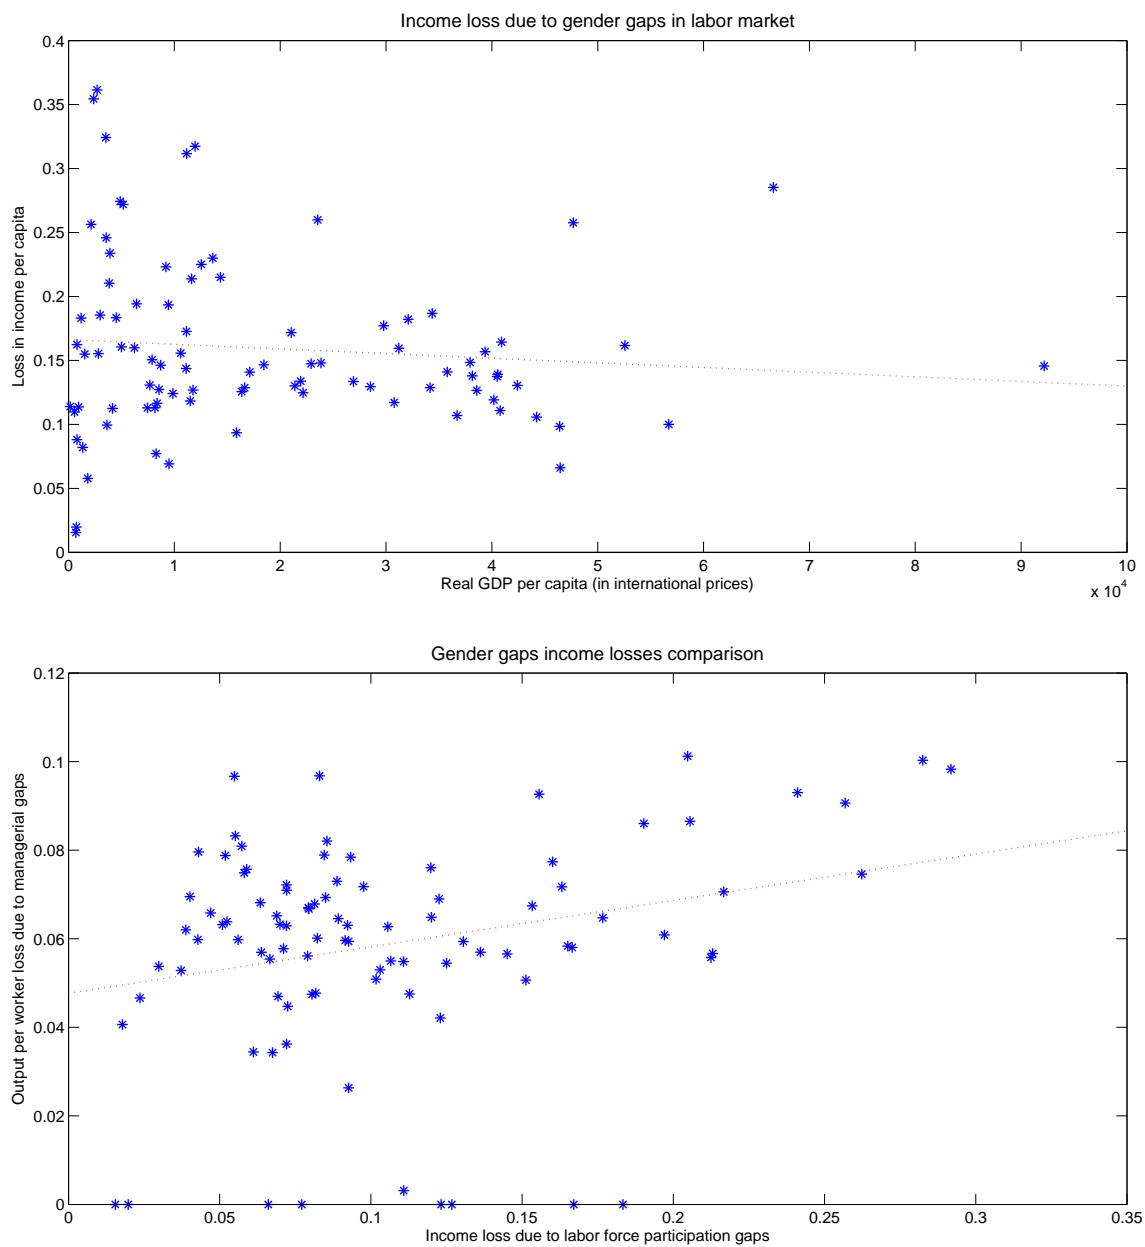 Income loss due to gender gaps in labor market
0.4
0.35
0.3
0.25
0.2
0.15
0.1
0.05
0
Loss in income per capita
0 1 2 3 4 5 6 7 8 9 10
Real GDP per capita (in international prices)
x 10^4
Gender gaps income losses comparison
0.12
0.1
0.08
0.06
0.04
0.02
0
Output per worker loss due to managerial gaps
0 0.05 0.1 0.15 0.2 0.25 0.3 0.35
Income loss due to labor force participation gaps